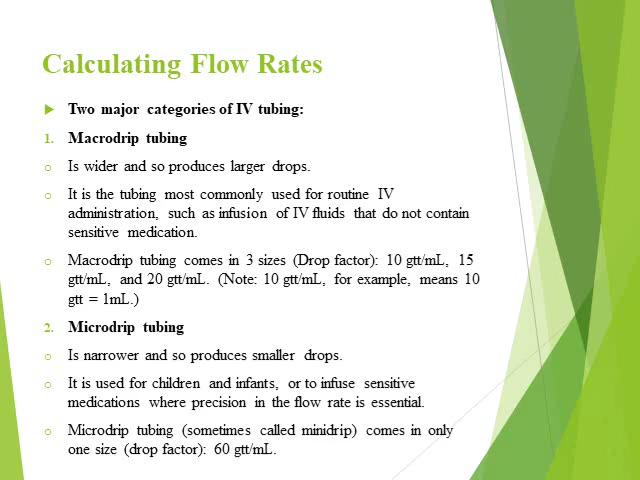 Calculating Flow Rates
Two major categories of IV tubing:
1. Macrodrip tubing
o Is wider and so produces larger drops.
o It is the tubing most commonly used for routine IV
administration, such as infusion of IV fluids that do not contain
sensitive medication.
o Macrodrip tubing comes in 3 sizes (Drop factor): 10 gtt/mL, 15
gtt/mL, and 20 gtt/mL. (Note: 10 gtt/mL, for example, means 10
gtt = 1mL.)
2. Microdrip tubing
o Is narrower and so produces smaller drops.
o It is used for children and infants, or to infuse sensitive
medications where precision in the flow rate is essential.
o Microdrip tubing (sometimes called minidrip) comes in only
one size (drop factor): 60 gtt/mL.